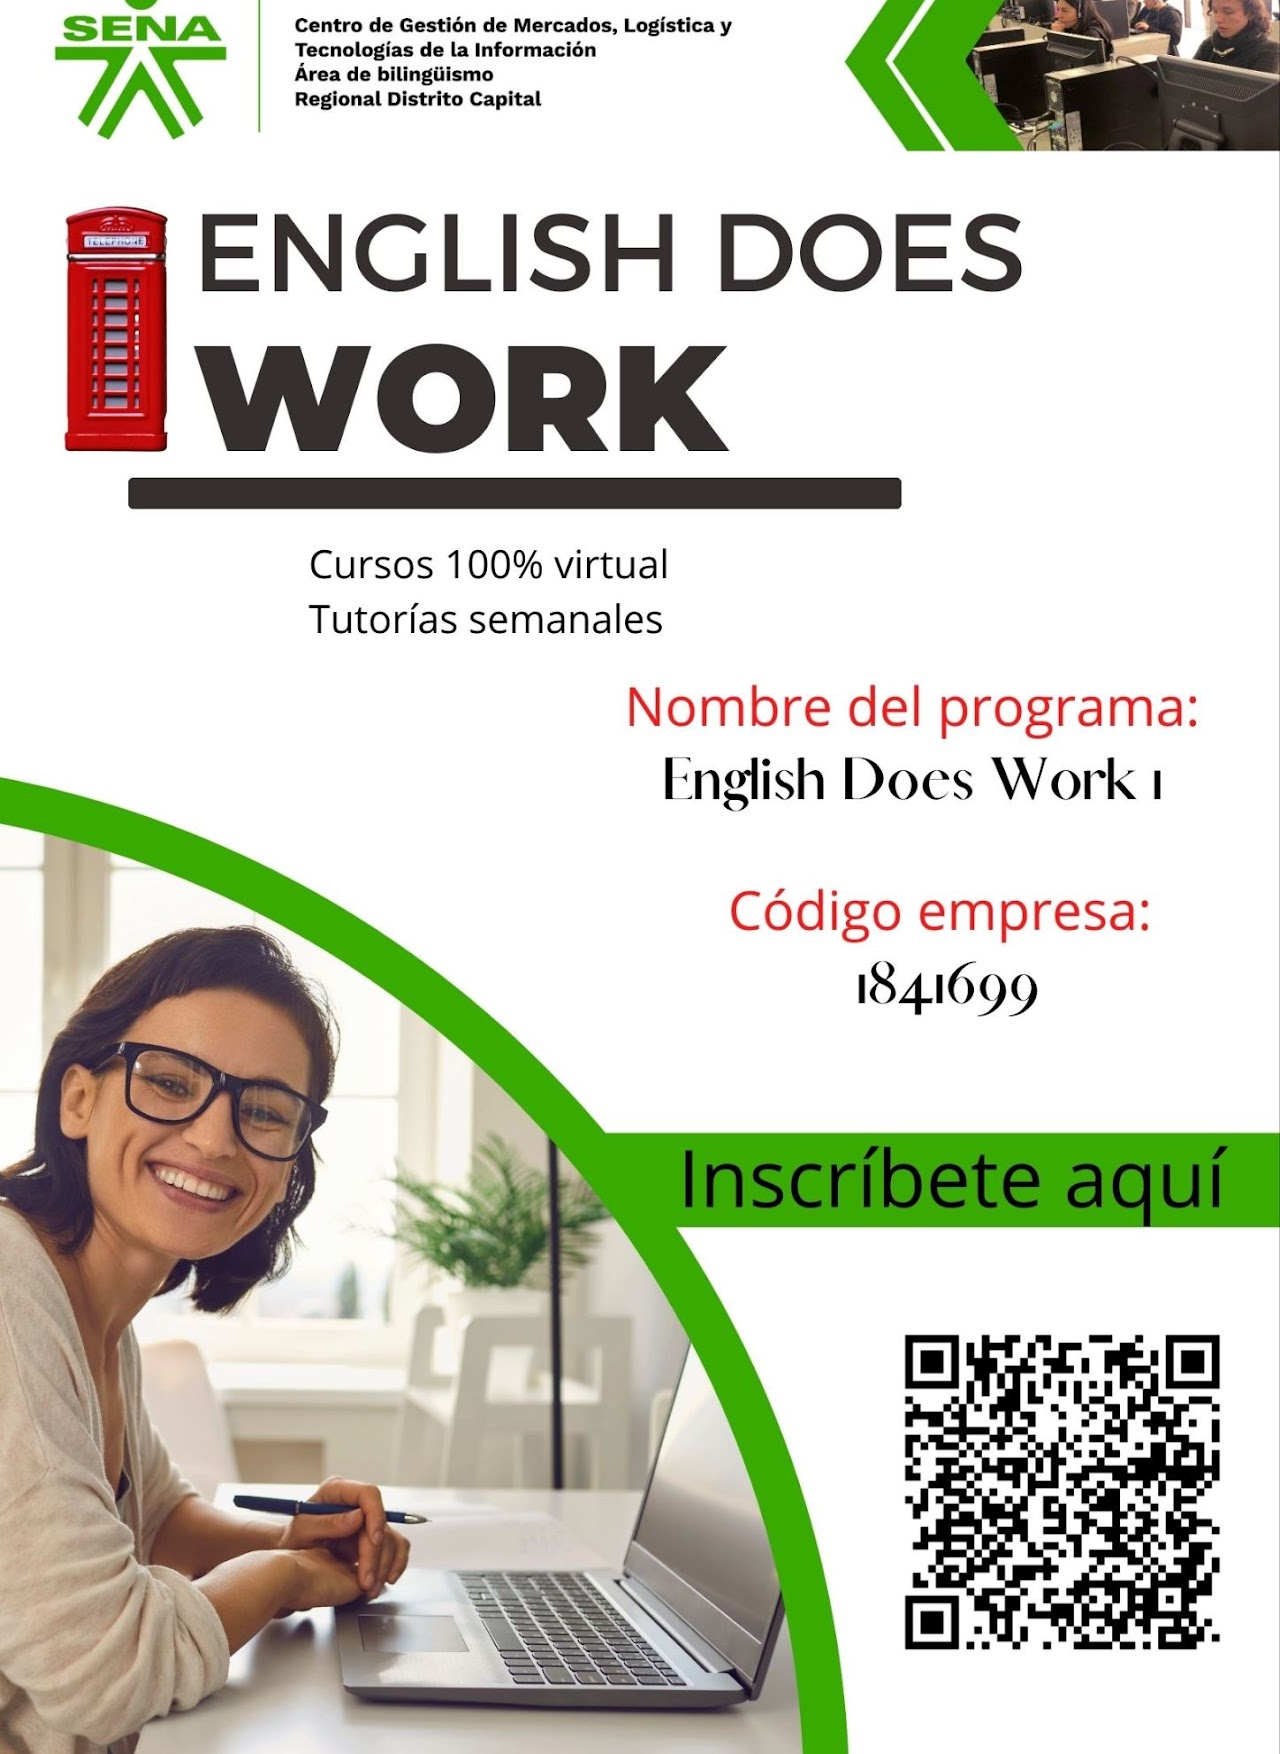 SENA
Centro de Gestión de Mercados, Logística y
Tecnologías de la Información
Área de bilingüismo
Regional Distrito Capital
TELEPHONE
ENGLISH DOES
WORK
Cursos 100% virtual
Tutorías semanales
Nombre del programa:
English Does Work 1
Código empresa:
1841699
Inscríbete aquí